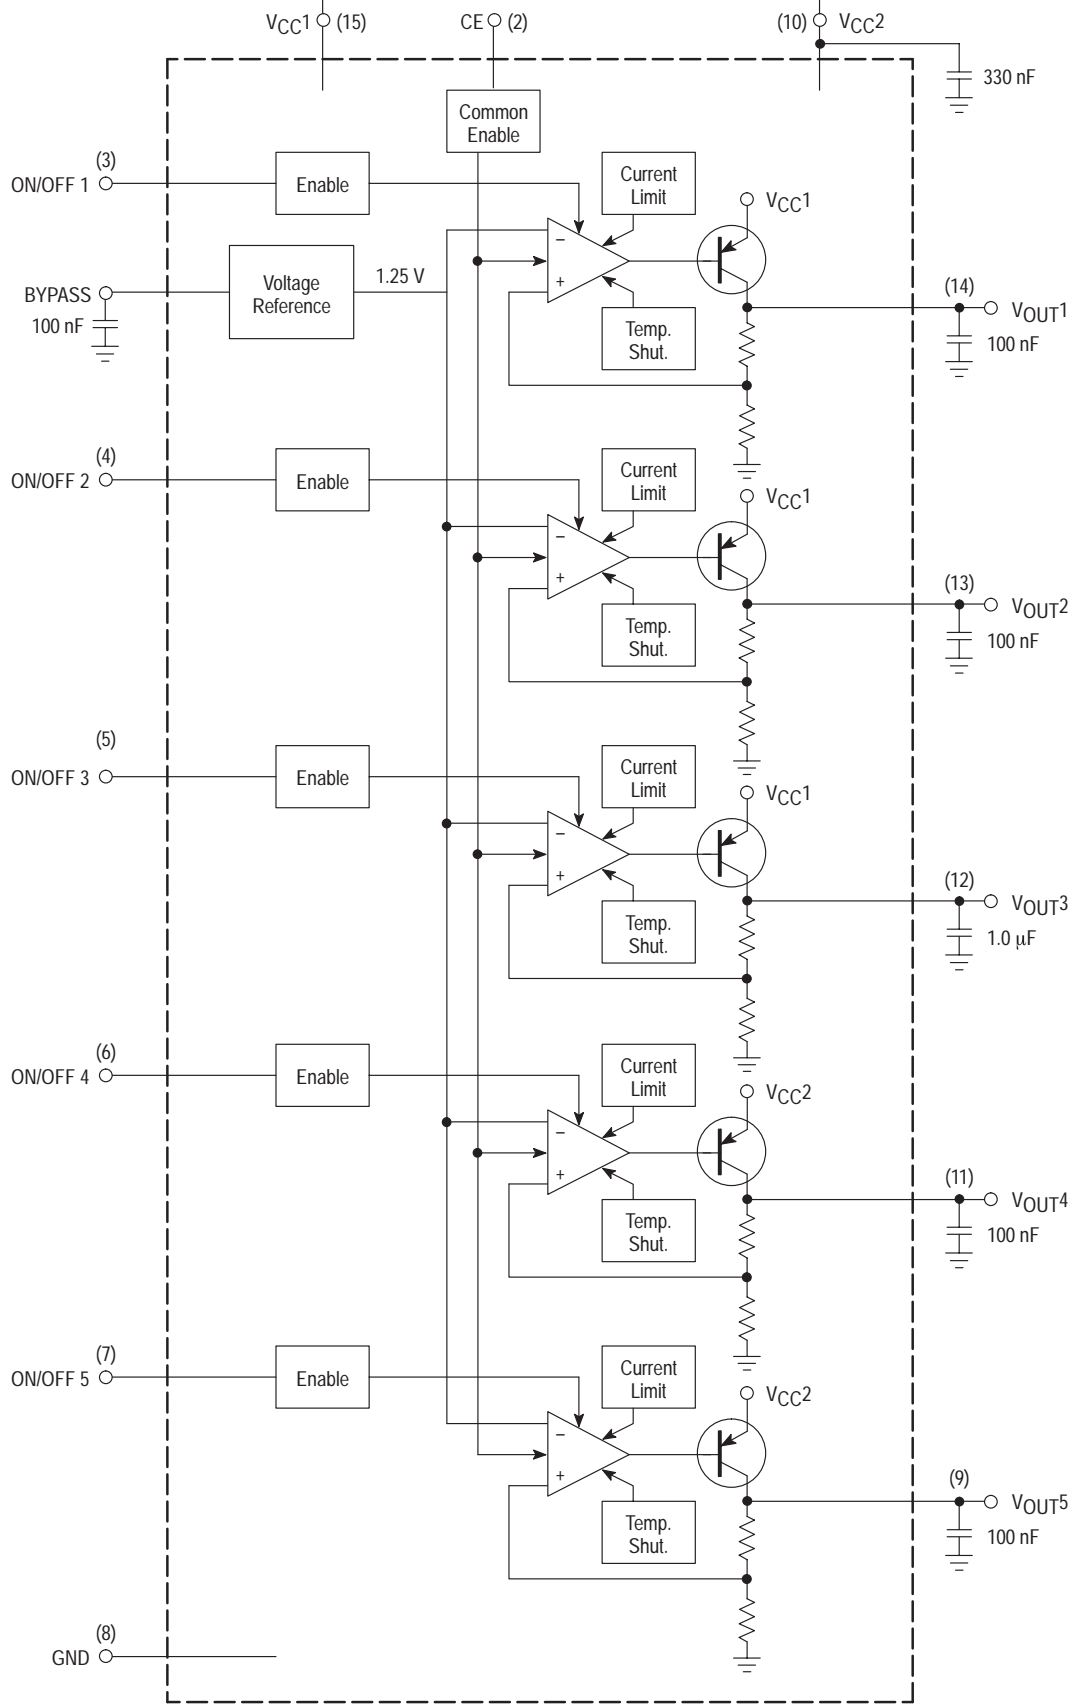 VCC1 (15)
CE (2)
(10) VCC2
330 nF
Common
Enable
(3)
ON/OFF 1
Enable
Current
Limit
VCC1
−
+
Voltage
Reference
1.25 V
BYPASS
100 nF
Temp.
Shut.
(14)
VOUT1
100 nF
(4)
ON/OFF 2
Enable
Current
Limit
VCC1
−
+
Temp.
Shut.
(13)
VOUT2
100 nF
(5)
ON/OFF 3
Enable
Current
Limit
VCC1
−
+
Temp.
Shut.
(12)
VOUT3
1.0 µF
(6)
ON/OFF 4
Enable
Current
Limit
VCC2
−
+
Temp.
Shut.
(11)
VOUT4
100 nF
(7)
ON/OFF 5
Enable
Current
Limit
VCC2
−
+
Temp.
Shut.
(9)
VOUT5
100 nF
(8)
GND